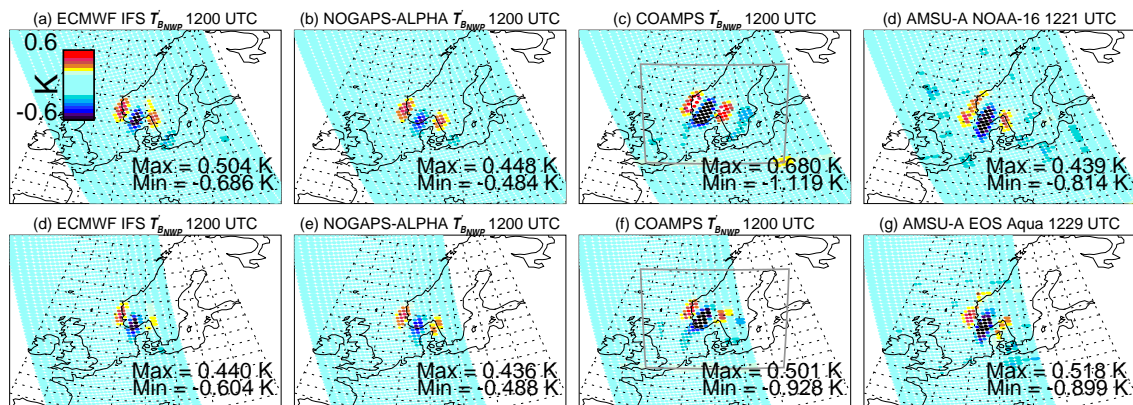 (a) ECMWF IFS T'BNWP 1200 UTC
(b) NOGAPS-ALPHA T'BNWP 1200 UTC
(c) COAMPS T'BNWP 1200 UTC
(d) AMSU-A NOAA-16 1221 UTC
0.6
K
-0.6
Max = 0.504 K
Min = -0.686 K
Max = 0.448 K
Min = -0.484 K
Max = 0.680 K
Min = -1.119 K
Max = 0.439 K
Min = -0.814 K
(d) ECMWF IFS T'BNWP 1200 UTC
(e) NOGAPS-ALPHA T'BNWP 1200 UTC
(f) COAMPS T'BNWP 1200 UTC
(g) AMSU-A EOS Aqua 1229 UTC
Max = 0.440 K
Min = -0.604 K
Max = 0.436 K
Min = -0.488 K
Max = 0.501 K
Min = -0.928 K
Max = 0.518 K
Min = -0.899 K